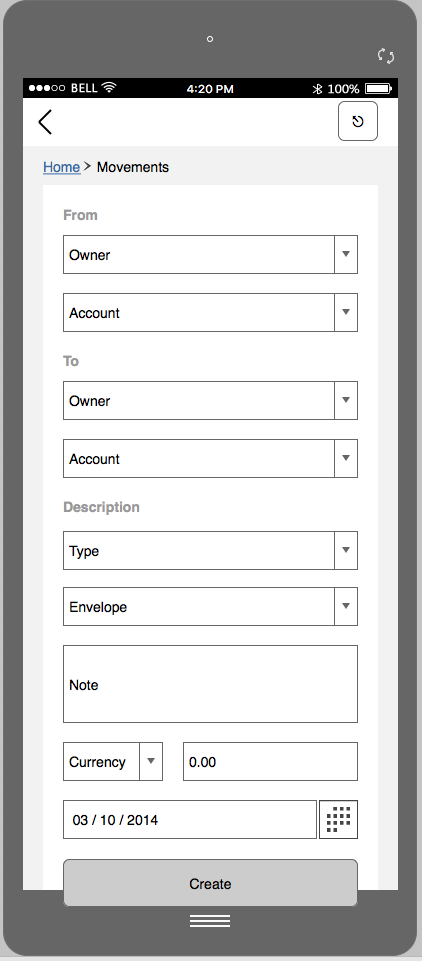 BELL 4:20 PM 100%
Home > Movements
From
Owner
Account
To
Owner
Account
Description
Type
Envelope
Note
Currency 0.00
03 / 10 / 2014
Create